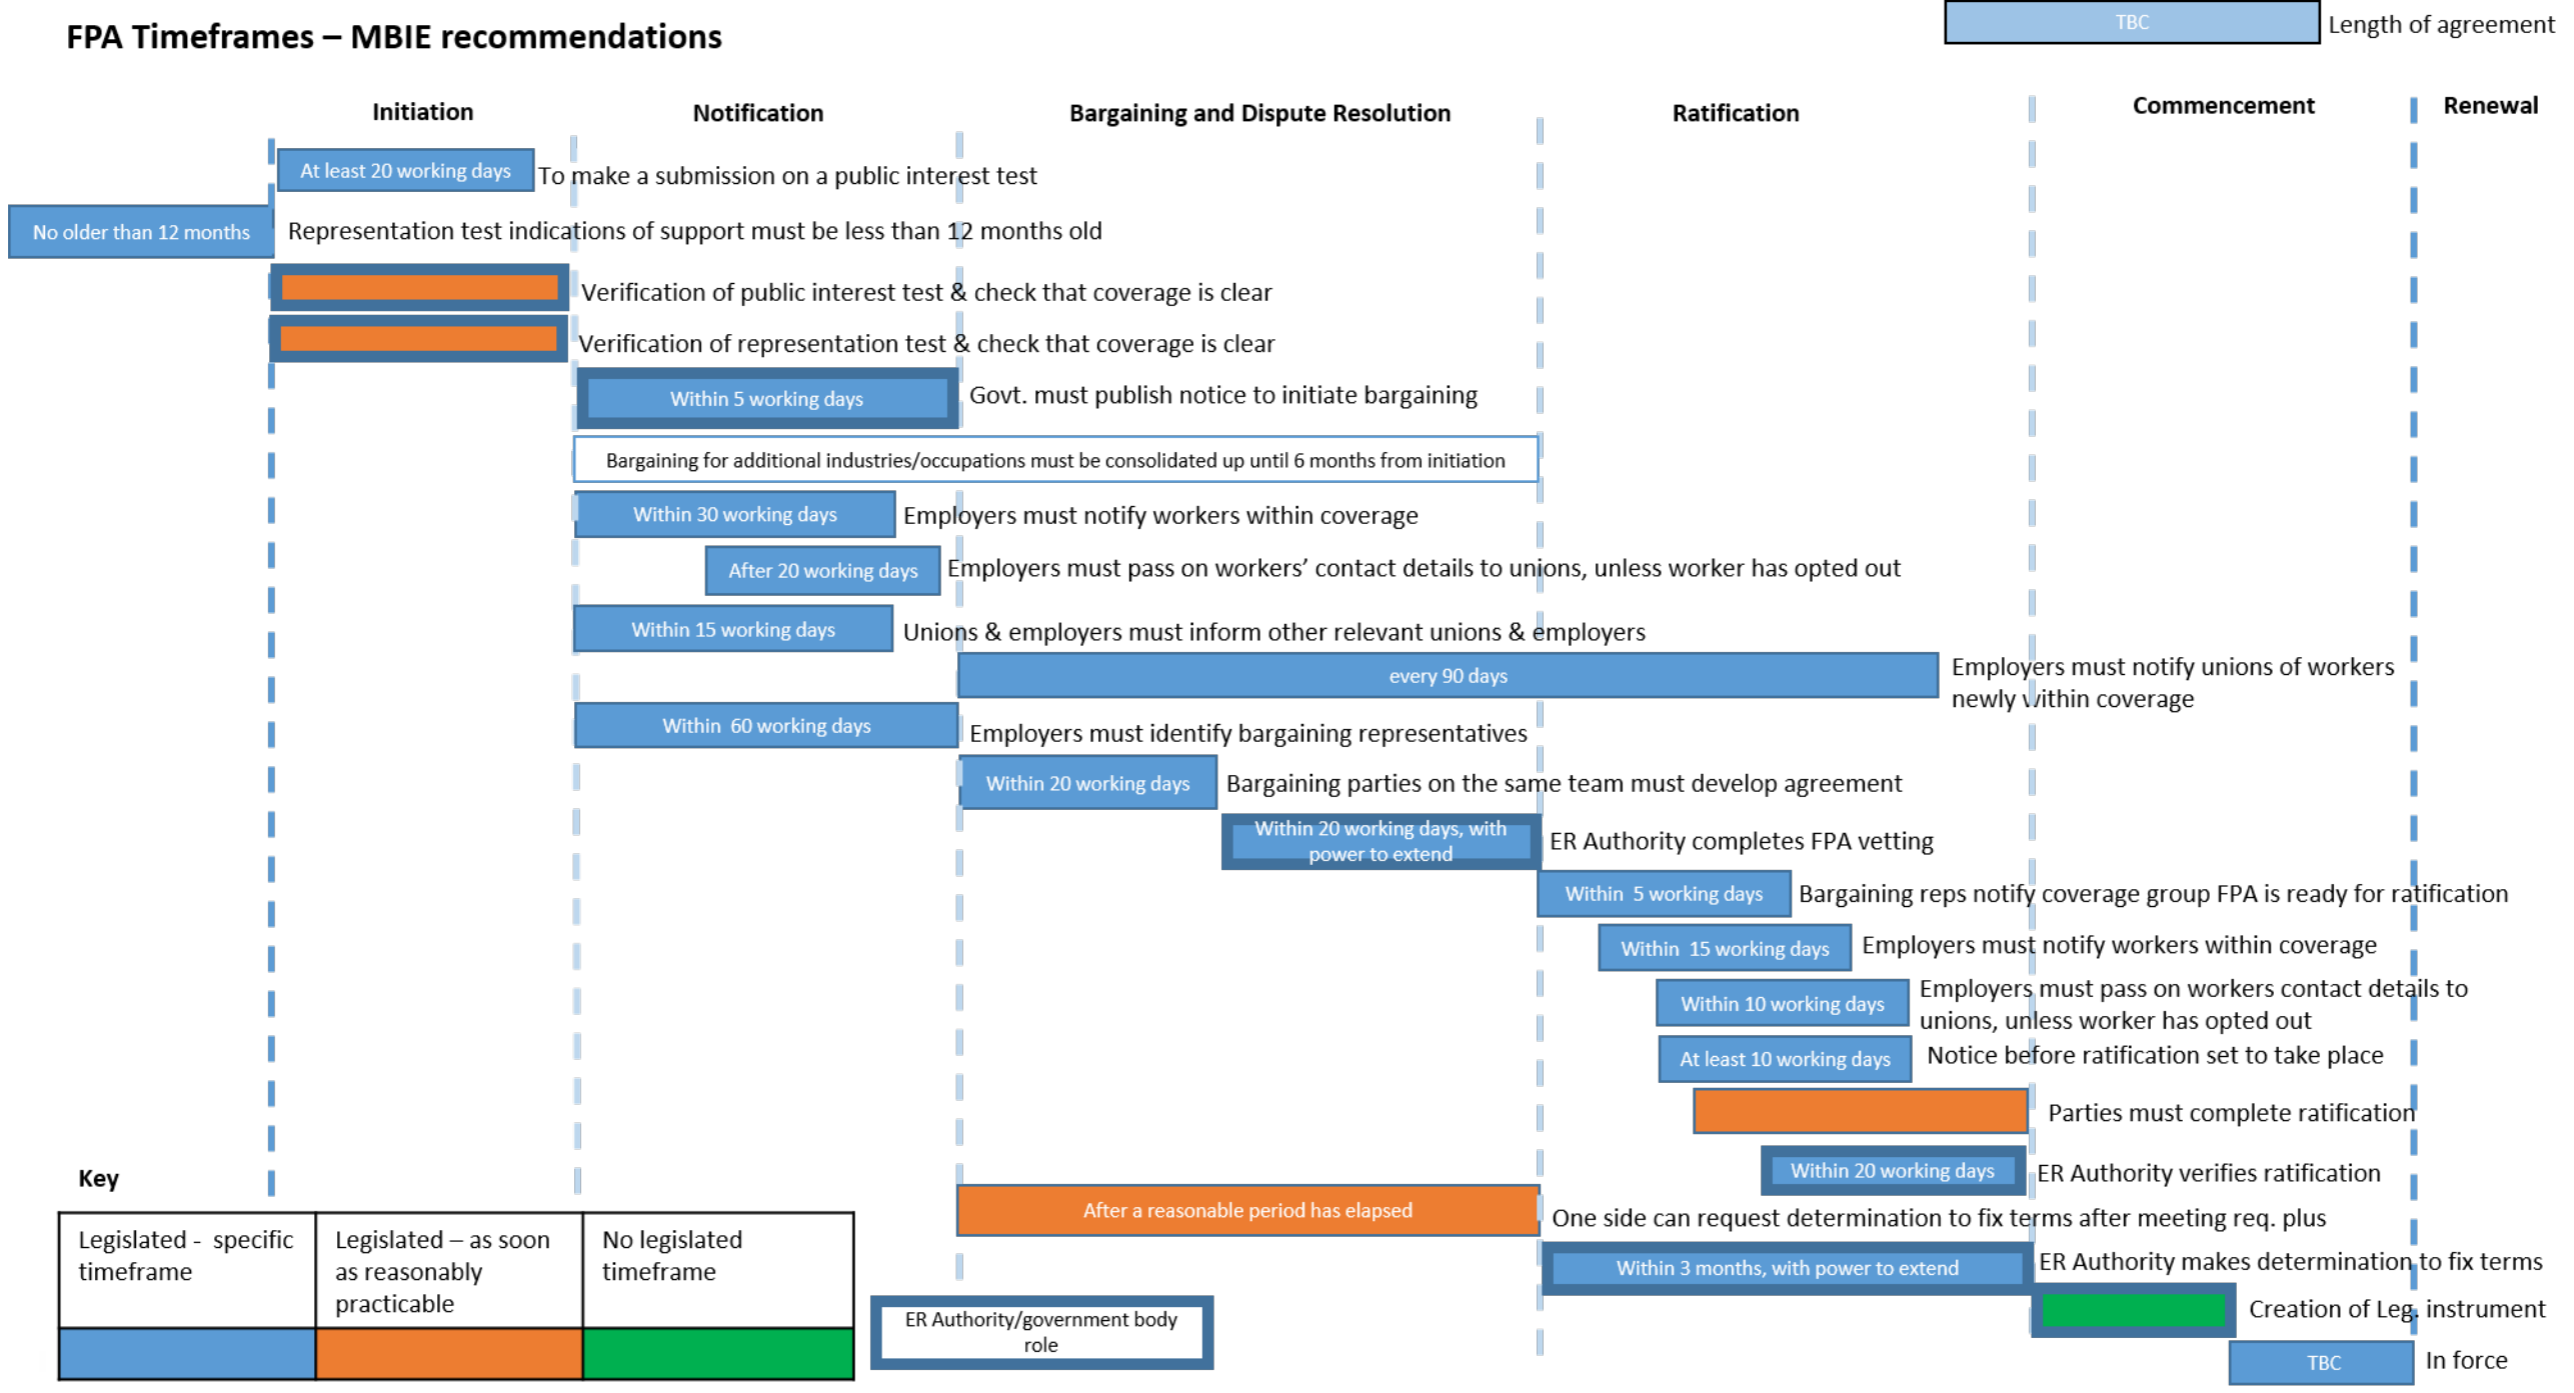 FPA Timeframes – MBIE recommendations
TBC
Length of agreement
Initiation
Notification
Bargaining and Dispute Resolution
Ratification
Commencement
Renewal
At least 20 working days
To make a submission on a public interest test
No older than 12 months
Representation test indications of support must be less than 12 months old
Verification of public interest test & check that coverage is clear
Verification of representation test & check that coverage is clear
Within 5 working days
Govt. must publish notice to initiate bargaining
Bargaining for additional industries/occupations must be consolidated up until 6 months from initiation
Within 30 working days
Employers must notify workers within coverage
After 20 working days
Employers must pass on workers’ contact details to unions, unless worker has opted out
Within 15 working days
Unions & employers must inform other relevant unions & employers
every 90 days
Employers must notify unions of workers
newly within coverage
Within 60 working days
Employers must identify bargaining representatives
Within 20 working days
Bargaining parties on the same team must develop agreement
Within 20 working days, with
power to extend
ER Authority completes FPA vetting
Within 5 working days
Bargaining reps notify coverage group FPA is ready for ratification
Within 15 working days
Employers must notify workers within coverage
Within 10 working days
Employers must pass on workers contact details to
unions, unless worker has opted out
At least 10 working days
Notice before ratification set to take place
Parties must complete ratification
Within 20 working days
ER Authority verifies ratification
After a reasonable period has elapsed
One side can request determination to fix terms after meeting req. plus
Within 3 months, with power to extend
ER Authority makes determination to fix terms
Creation of Leg. instrument
TBC
In force
Key
Legislated - specific
timeframe
Legislated – as soon
as reasonably
practicable
No legislated
timeframe
ER Authority/government body
role